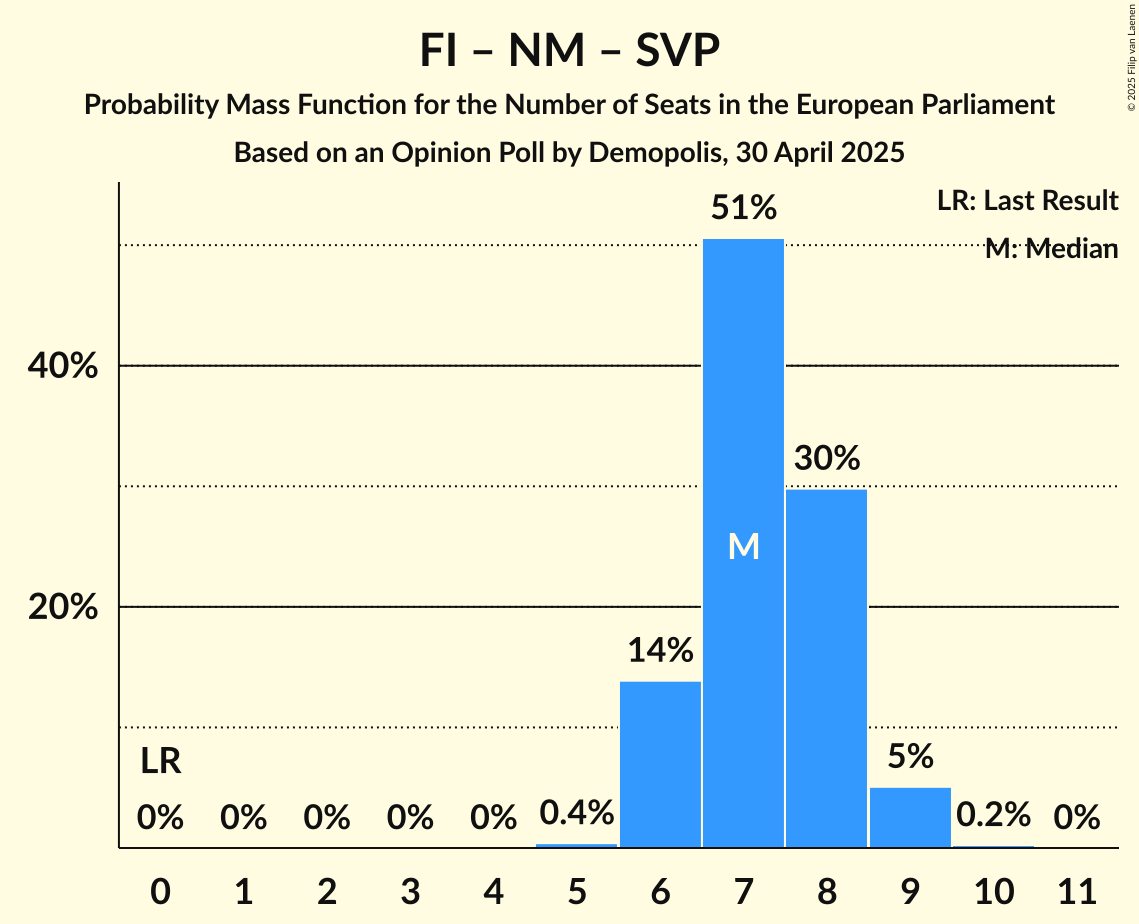 FI – NM – SVP
Probability Mass Function for the Number of Seats in the European Parliament
Based on an Opinion Poll by Demopolis, 30 April 2025
© 2025 Filip van Laenen
LR: Last Result
M: Median
51%
40%
30%
M
20%
14%
LR
5%
0% 0% 0% 0% 0% 0.4% 0.2% 0%
0 1 2 3 4 5 6 7 8 9 10 11